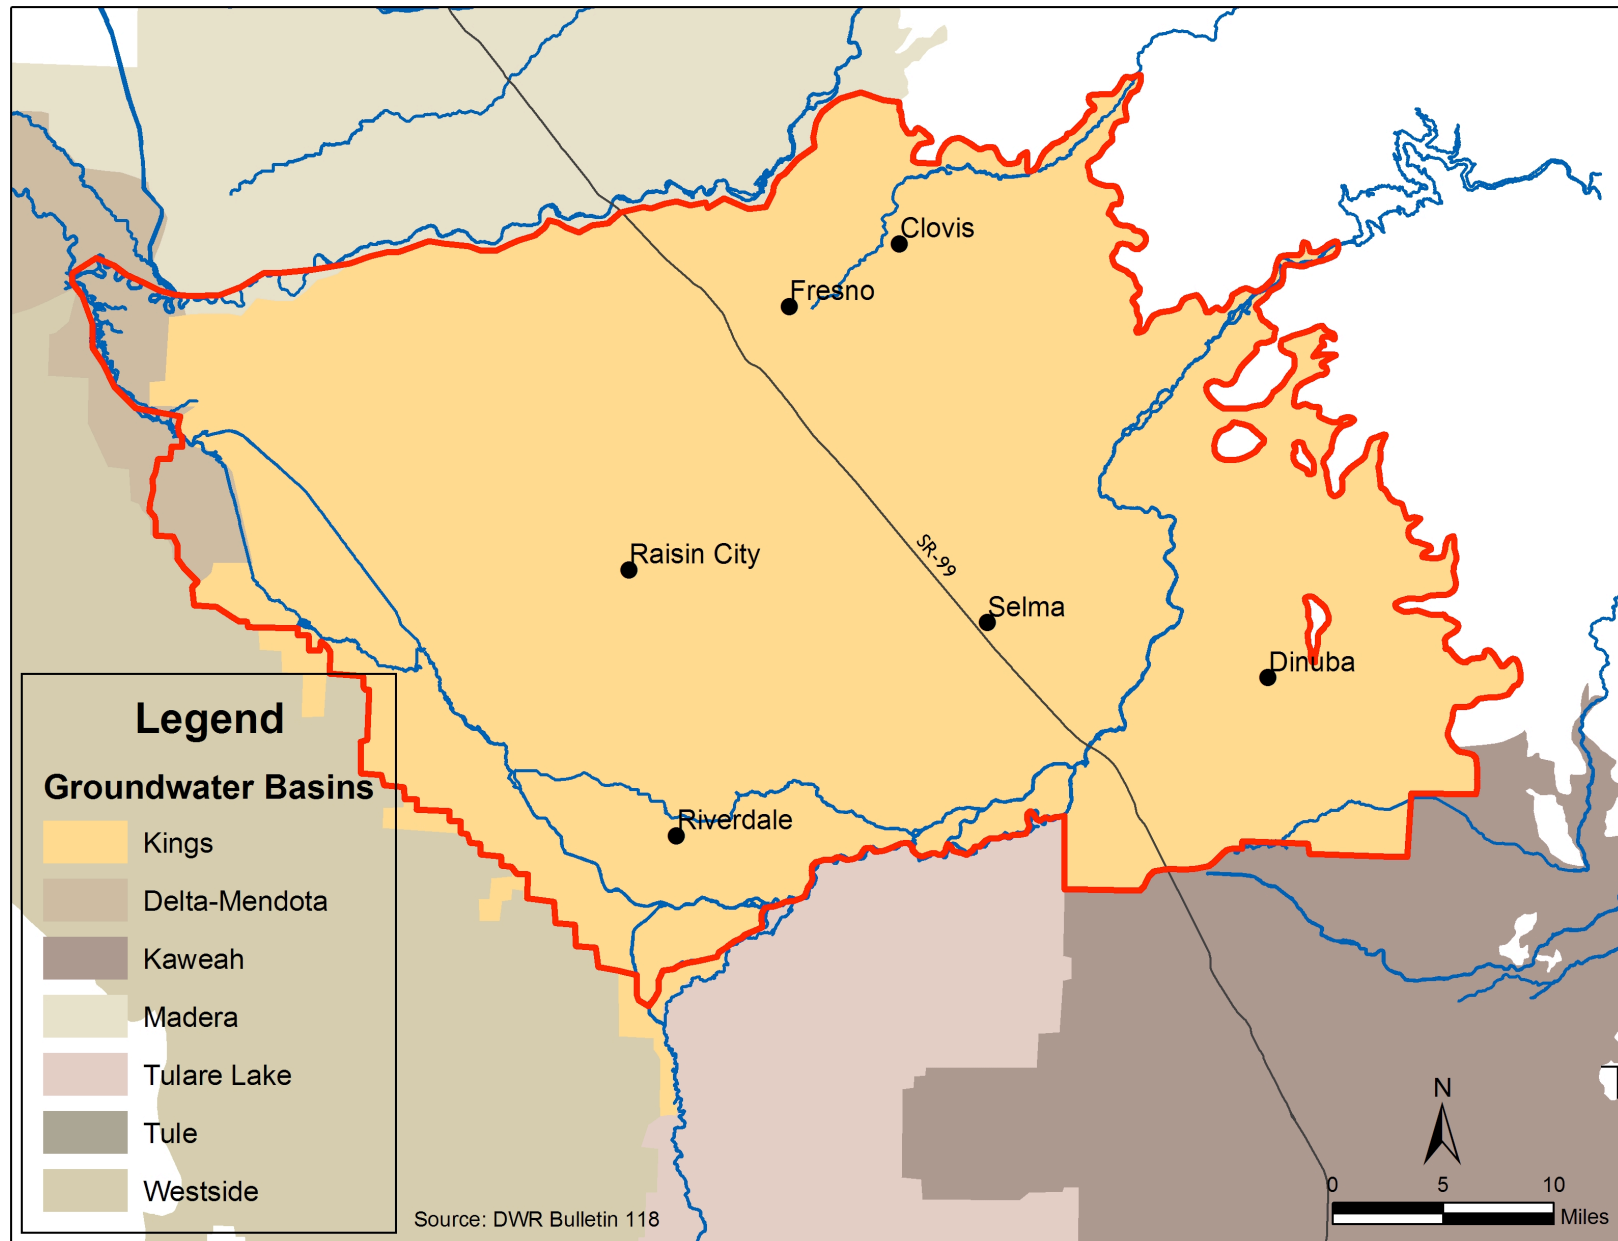 Clovis
Fresno
Raisin City
SR-99
Selma
Dinuba
Riverdale
Legend
Groundwater Basins
Kings
Delta-Mendota
Kaweah
Madera
Tulare Lake
Tule
Westside
Source: DWR Bulletin 118
N
0 5 10
Miles